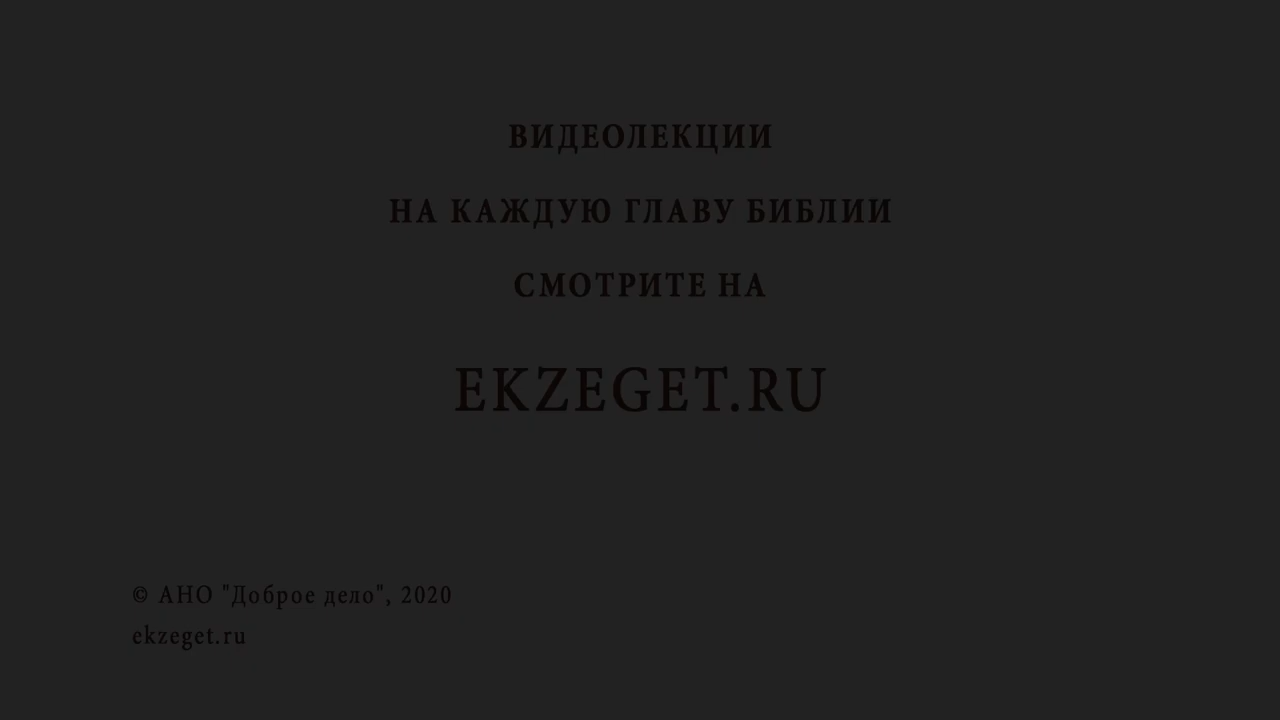 ВИДЕОЛЕКЦИИ
НА КАЖДУЮ ГЛАВУ БИБЛИИ
СМОТРИТЕ НА
EKZEGET.RU
© АНО "Доброе дело", 2020
ekzeget.ru